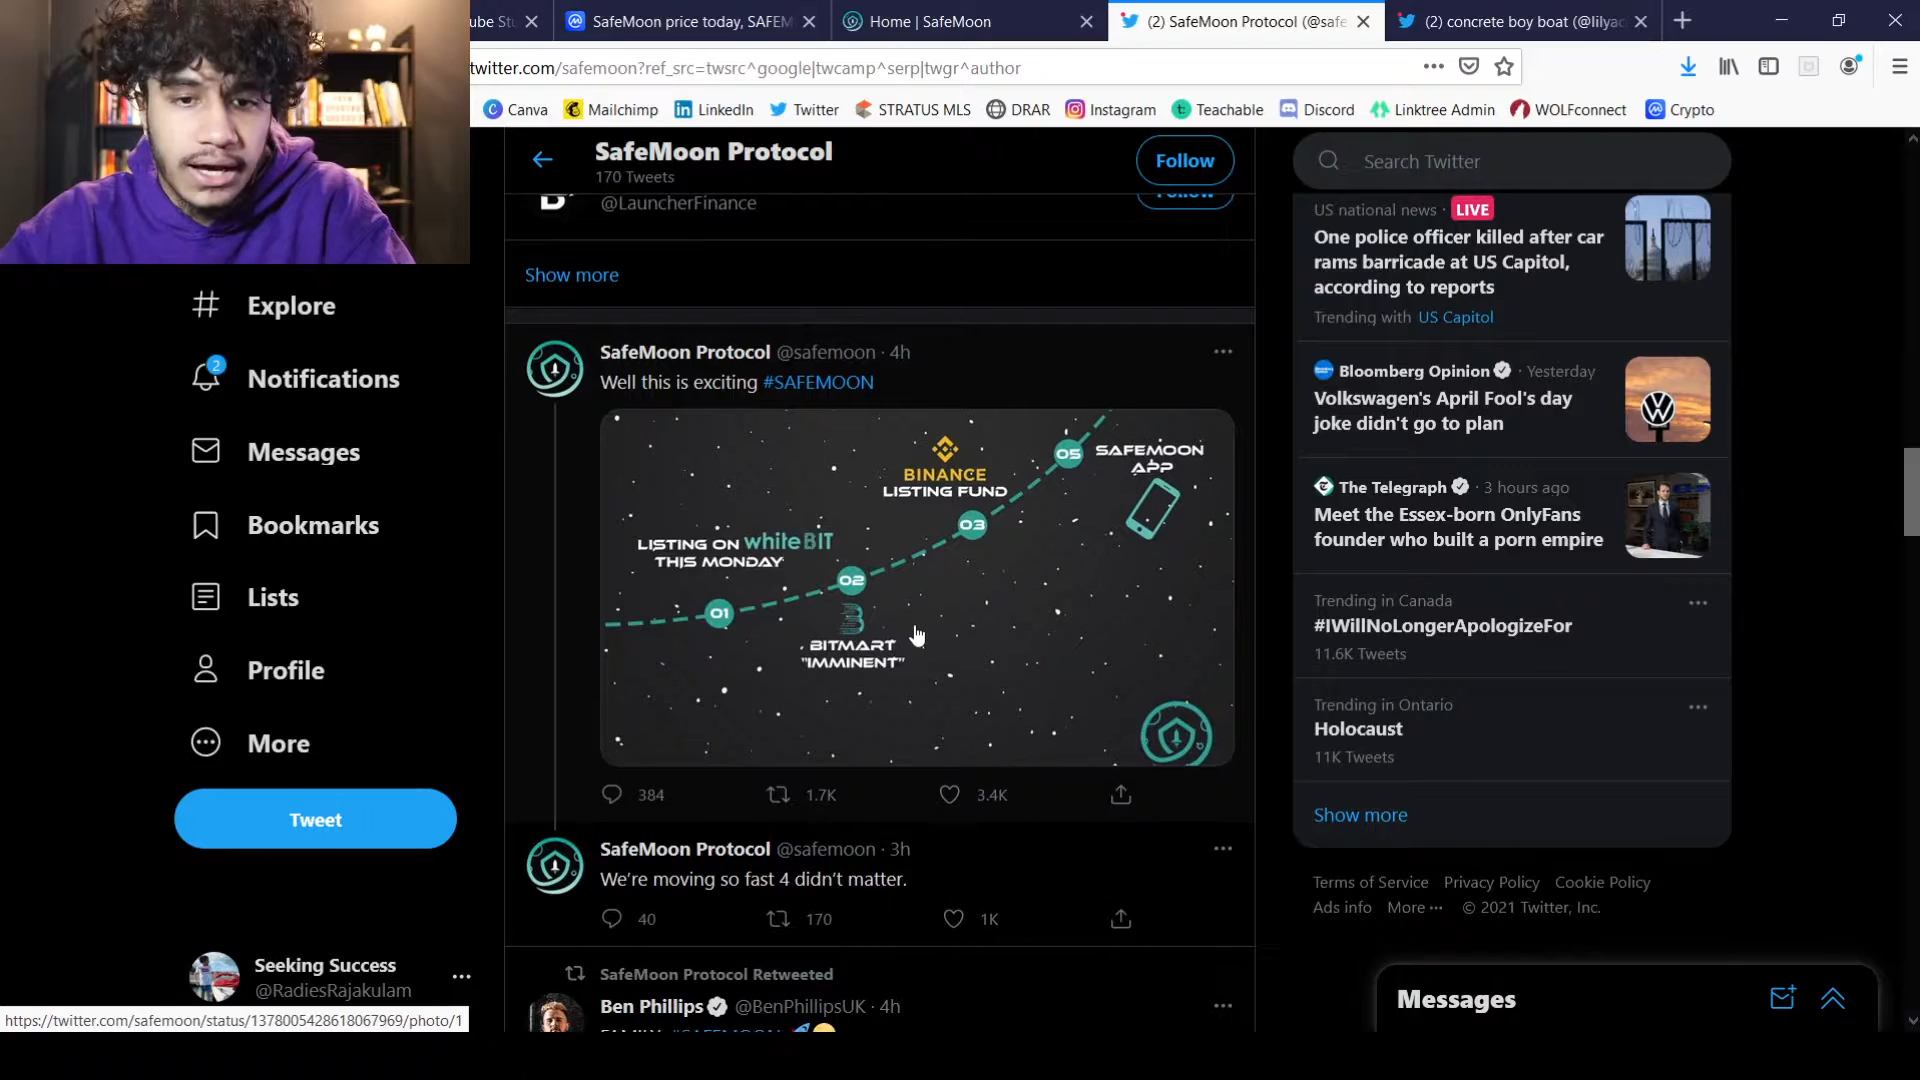 ube Stu
SafeMoon price today, SAFEM
Home | SafeMoon
(2) SafeMoon Protocol (@safe
(2) concrete boy boat (@lilyac
twitter.com/safemoon?ref_src=twsrc^google|twcamp^serp|twgr^author
Canva Mailchimp LinkedIn Twitter STRATUS MLS DRAR Instagram Teachable Discord Linktree Admin WOLFconnect Crypto
SafeMoon Protocol
170 Tweets
Follow
@LauncherFinance
Show more
Explore
Notifications
2
Messages
Bookmarks
Lists
Profile
More
Tweet
Seeking Success
@RadiesRajakulam
https://twitter.com/safemoon/status/1378005428618067969/photo/1
SafeMoon Protocol @safemoon · 4h
Well this is exciting #SAFEMOON
LISTING ON whiteBIT
THIS MONDAY
01
02
BITMART
"IMMINENT"
BINANCE
LISTING FUND
03
05
SAFEMOON
APP
384 1.7K 3.4K
SafeMoon Protocol @safemoon · 3h
We're moving so fast 4 didn't matter.
40 170 1K
SafeMoon Protocol Retweeted
Ben Phillips @BenPhillipsUK · 4h
Search Twitter
US national news · LIVE
One police officer killed after car
rams barricade at US Capitol,
according to reports
Trending with US Capitol
Bloomberg Opinion · Yesterday
Volkswagen's April Fool's day
joke didn't go to plan
The Telegraph · 3 hours ago
Meet the Essex-born OnlyFans
founder who built a porn empire
Trending in Canada
#IWillNoLongerApologizeFor
11.6K Tweets
Trending in Ontario
Holocaust
11K Tweets
Show more
Terms of Service Privacy Policy Cookie Policy
Ads info More ··· © 2021 Twitter, Inc.
Messages